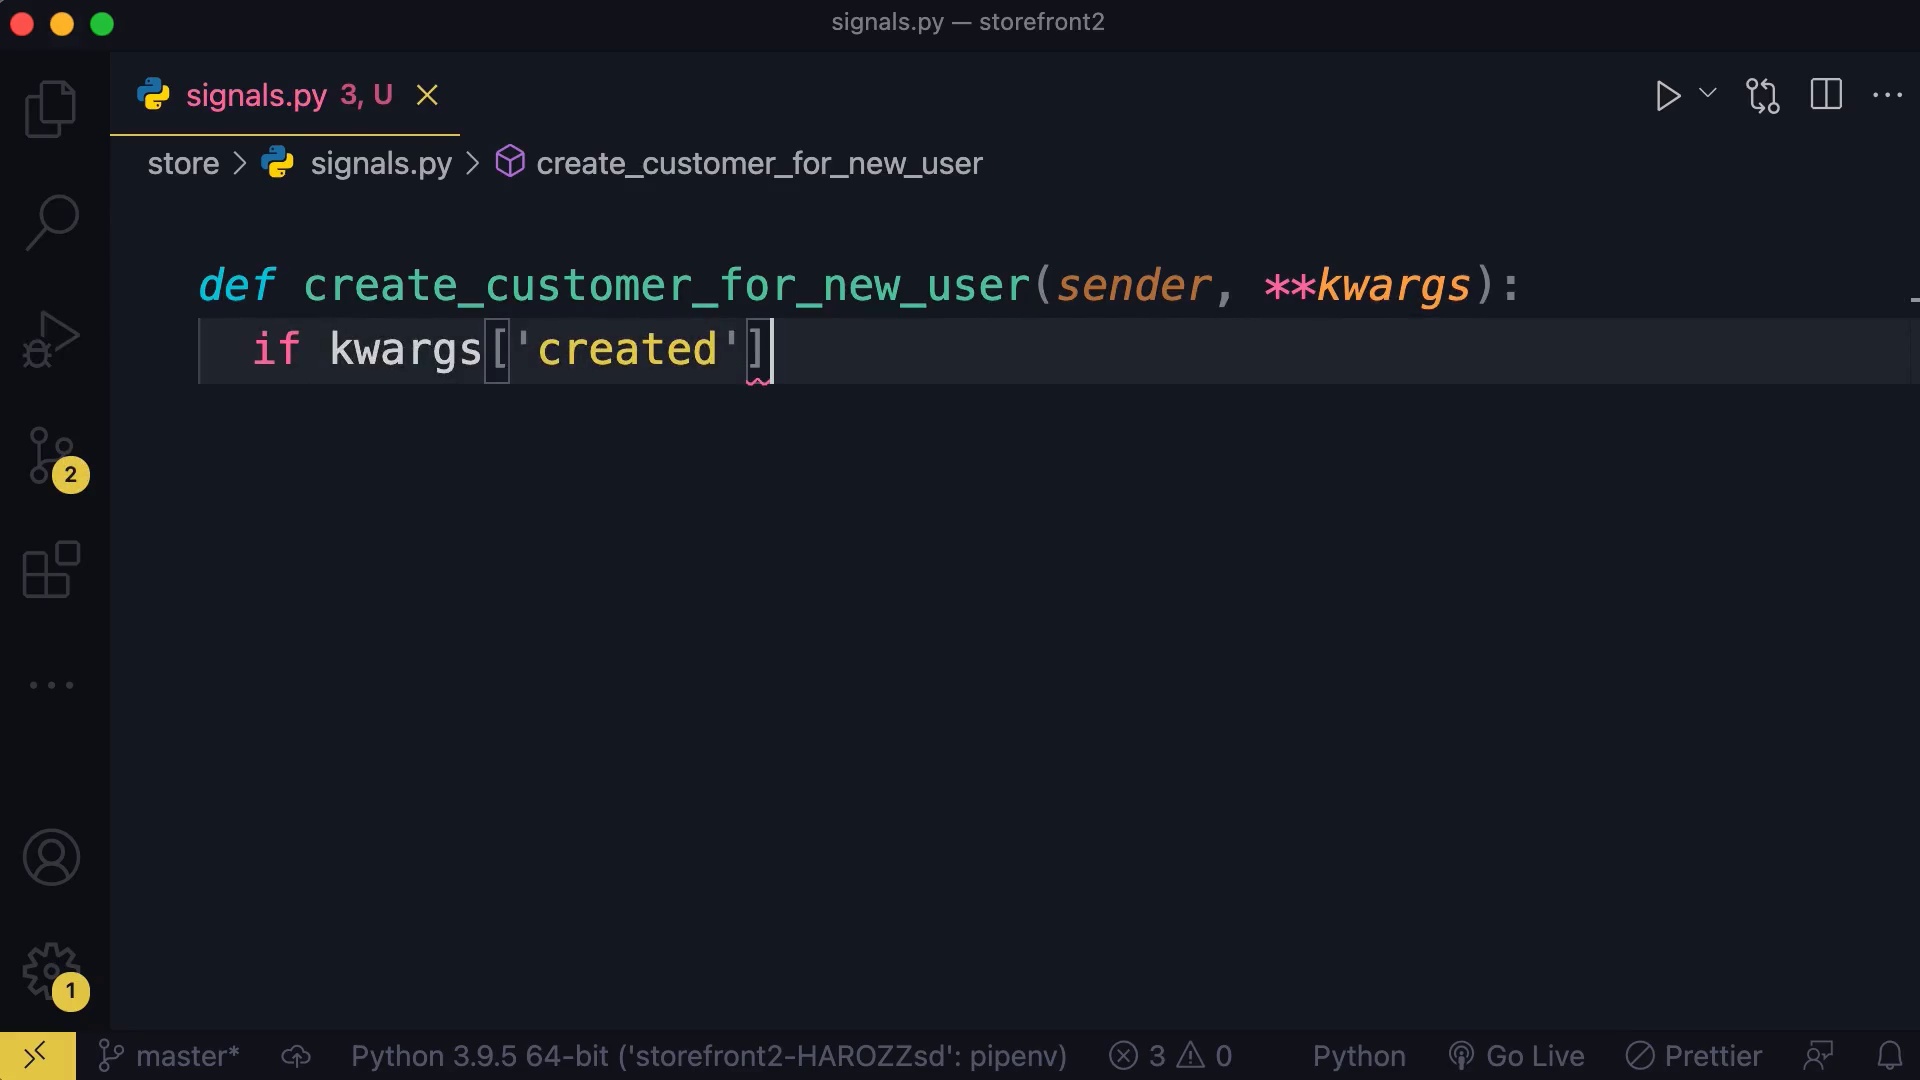 signals.py — storefront2
signals.py 3, U
store > signals.py > create_customer_for_new_user
def create_customer_for_new_user(sender, **kwargs):
if kwargs['created']
2
1
master* Python 3.9.5 64-bit ('storefront2-HAROZZsd': pipenv) 3 0 Python Go Live Prettier